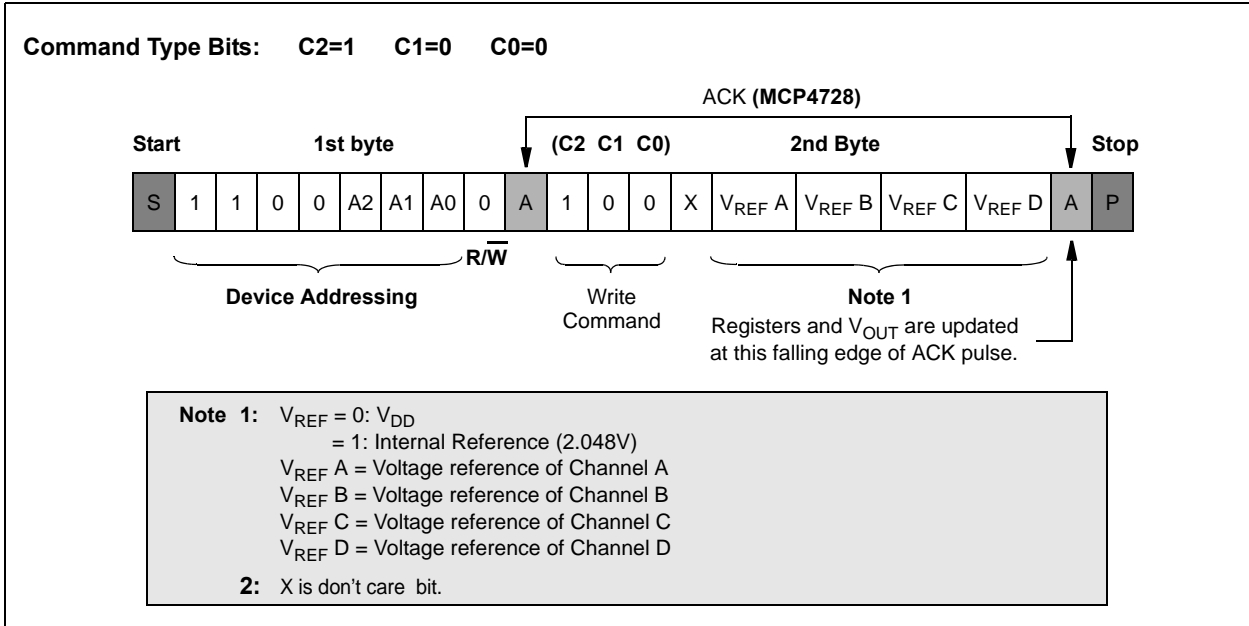 Command Type Bits: C2=1 C1=0 C0=0
ACK (MCP4728)
Start 1st byte (C2 C1 C0) 2nd Byte Stop
S 1 1 0 0 A2 A1 A0 0 A 1 0 0 X VREF A VREF B VREF C VREF D A P
R/W
Device Addressing Write Note 1
Command Registers and VOUT are updated
at this falling edge of ACK pulse.
Note 1: VREF = 0: VDD
= 1: Internal Reference (2.048V)
VREF A = Voltage reference of Channel A
VREF B = Voltage reference of Channel B
VREF C = Voltage reference of Channel C
VREF D = Voltage reference of Channel D
2: X is don't care bit.